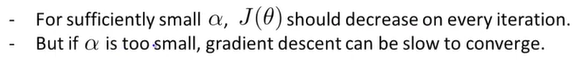 - For sufficiently small α, J(θ) should decrease on every iteration.
- But if α is too small, gradient descent can be slow to converge.